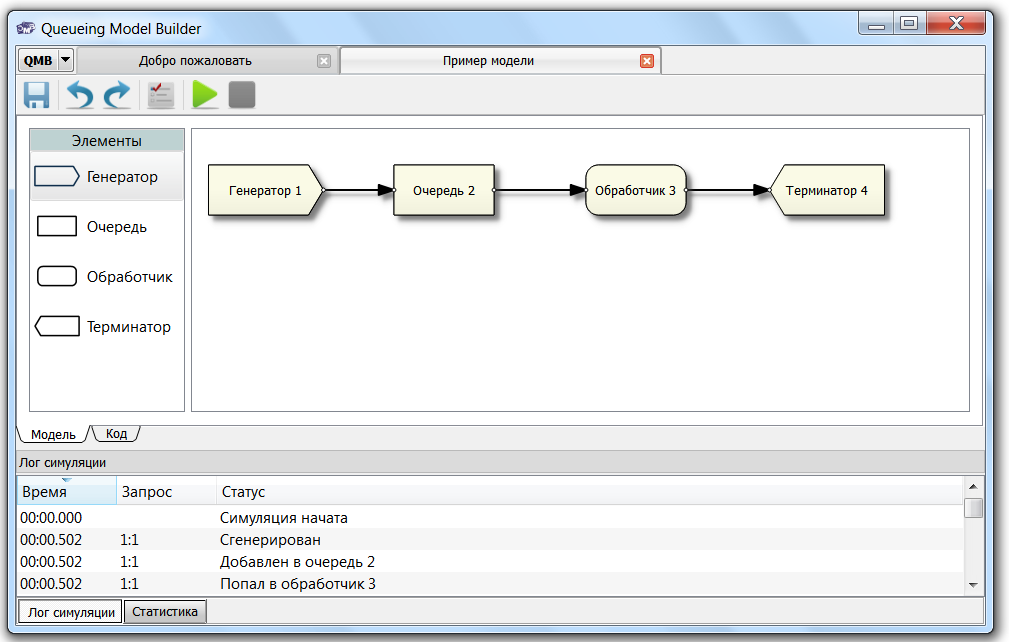 Queueing Model Builder
QMB Добро пожаловать Пример модели
Элементы
Генератор
Очередь
Обработчик
Терминатор
Генератор 1 Очередь 2 Обработчик 3 Терминатор 4
Модель Код
Лог симуляции
Время Запрос Статус
00:00.000 Симуляция начата
00:00.502 1:1 Сгенерирован
00:00.502 1:1 Добавлен в очередь 2
00:00.502 1:1 Попал в обработчик 3
Лог симуляции Статистика